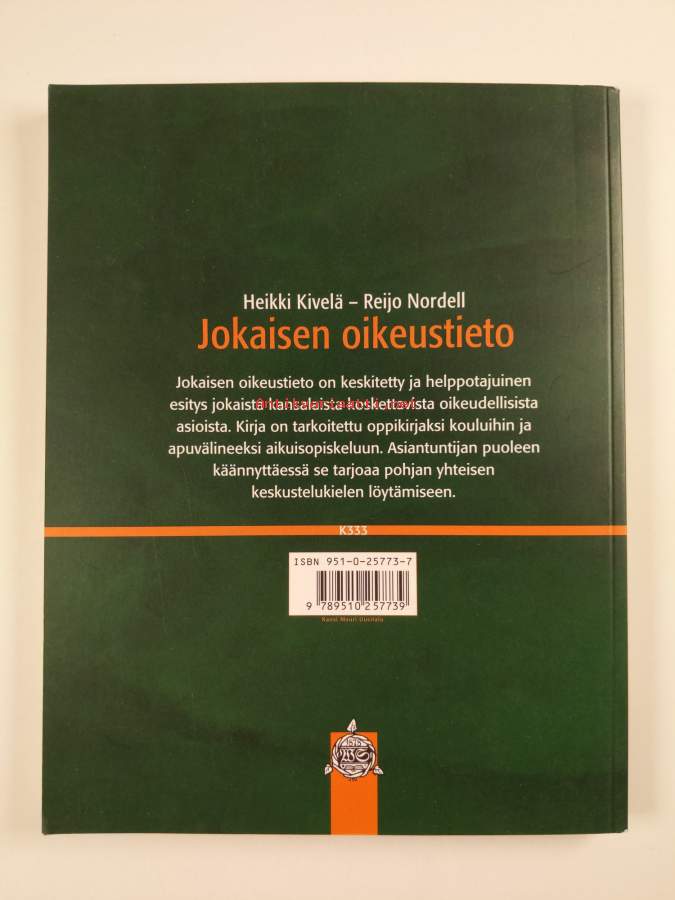 Heikki Kivelä – Reijo Nordell
Jokaisen oikeustieto
Jokaisen oikeustieto on keskitetty ja helppotajuinen
esitys jokaista kansalaista koskettavista oikeudellisista
asioista. Kirja on tarkoitettu oppikirjaksi kouluihin ja
apuvälineeksi aikuisopiskeluun. Asiantuntijan puoleen
käännyttäessä se tarjoaa pohjan yhteisen
keskustelukielen löytämiseen.
K333
ISBN 951-0-25773-7
9 789510 257739